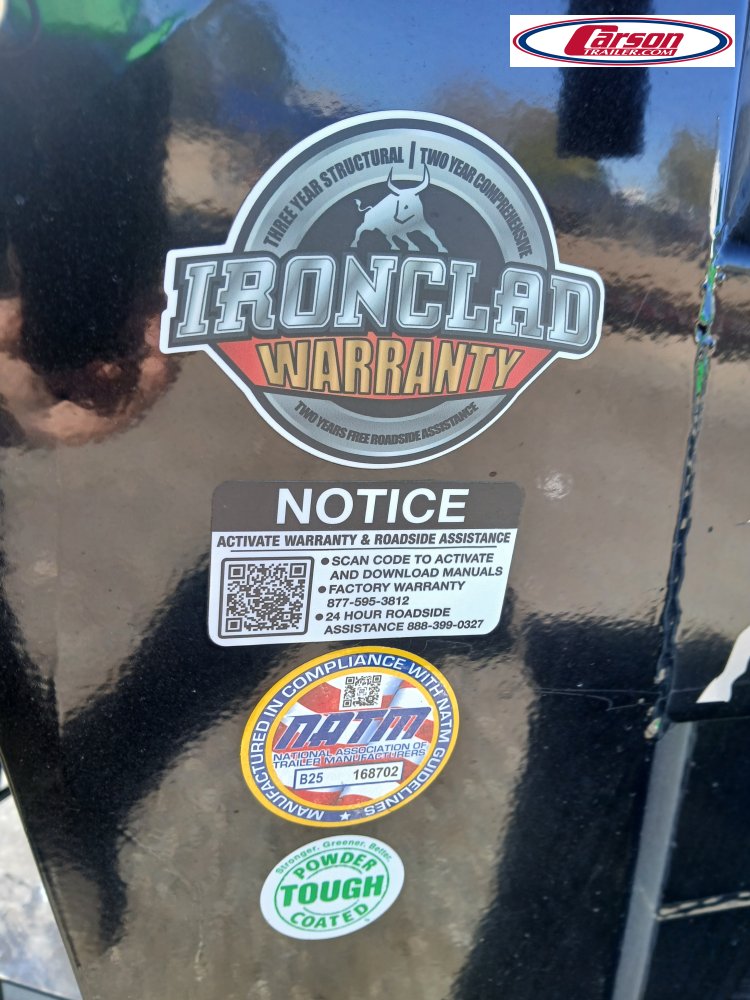 Carson
TRAILER.COM
THREE YEAR STRUCTURAL | TWO YEAR COMPREHENSIVE
IRONCLAD
WARRANTY
TWO YEARS FREE ROADSIDE ASSISTANCE
NOTICE
ACTIVATE WARRANTY & ROADSIDE ASSISTANCE
• SCAN CODE TO ACTIVATE
AND DOWNLOAD MANUALS
• FACTORY WARRANTY
877-595-3812
• 24 HOUR ROADSIDE
ASSISTANCE 888-399-0327
MANUFACTURED IN COMPLIANCE WITH NATM GUIDELINES
NATM
NATIONAL ASSOCIATION OF
TRAILER MANUFACTURERS
B25 168702
Stronger. Greener. Better.
POWDER
TOUGH
COATED